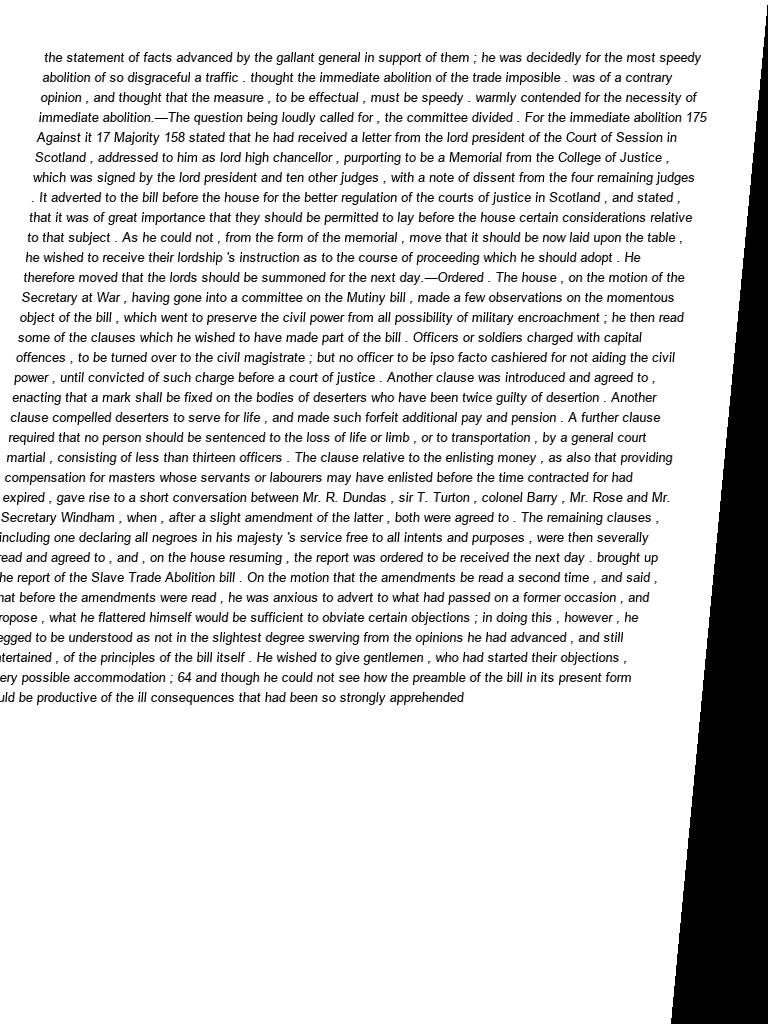 the statement of facts advanced by the gallant general in support of them ; he was decidedly for the most speedy
abolition of so disgraceful a traffic . thought the immediate abolition of the trade imposible . was of a contrary
opinion , and thought that the measure , to be effectual , must be speedy . warmly contended for the necessity of
immediate abolition.—The question being loudly called for , the committee divided . For the immediate abolition 175
Against it 17 Majority 158 stated that he had received a letter from the lord president of the Court of Session in
Scotland , addressed to him as lord high chancellor , purporting to be a Memorial from the College of Justice ,
which was signed by the lord president and ten other judges , with a note of dissent from the four remaining judges
. It adverted to the bill before the house for the better regulation of the courts of justice in Scotland , and stated ,
that it was of great importance that they should be permitted to lay before the house certain considerations relative
to that subject . As he could not , from the form of the memorial , move that it should be now laid upon the table ,
he wished to receive their lordship 's instruction as to the course of proceeding which he should adopt . He
therefore moved that the lords should be summoned for the next day.—Ordered . The house , on the motion of the
Secretary at War , having gone into a committee on the Mutiny bill , made a few observations on the momentous
object of the bill , which went to preserve the civil power from all possibility of military encroachment ; he then read
some of the clauses which he wished to have made part of the bill . Officers or soldiers charged with capital
offences , to be turned over to the civil magistrate ; but no officer to be ipso facto cashiered for not aiding the civil
power , until convicted of such charge before a court of justice . Another clause was introduced and agreed to ,
enacting that a mark shall be fixed on the bodies of deserters who have been twice guilty of desertion . Another
clause compelled deserters to serve for life , and made such forfeit additional pay and pension . A further clause
required that no person should be sentenced to the loss of life or limb , or to transportation , by a general court
martial , consisting of less than thirteen officers . The clause relative to the enlisting money , as also that providing
compensation for masters whose servants or labourers may have enlisted before the time contracted for had
expired , gave rise to a short conversation between Mr. R. Dundas , sir T. Turton , colonel Barry , Mr. Rose and Mr.
Secretary Windham , when , after a slight amendment of the latter , both were agreed to . The remaining clauses ,
including one declaring all negroes in his majesty 's service free to all intents and purposes , were then severally
read and agreed to , and , on the house resuming , the report was ordered to be received the next day . brought up
he report of the Slave Trade Abolition bill . On the motion that the amendments be read a second time , and said ,
hat before the amendments were read , he was anxious to advert to what had passed on a former occasion , and
ropose , what he flattered himself would be sufficient to obviate certain objections ; in doing this , however , he
egged to be understood as not in the slightest degree swerving from the opinions he had advanced , and still
tertained , of the principles of the bill itself . He wished to give gentlemen , who had started their objections ,
ery possible accommodation ; 64 and though he could not see how the preamble of the bill in its present form
uld be productive of the ill consequences that had been so strongly apprehended